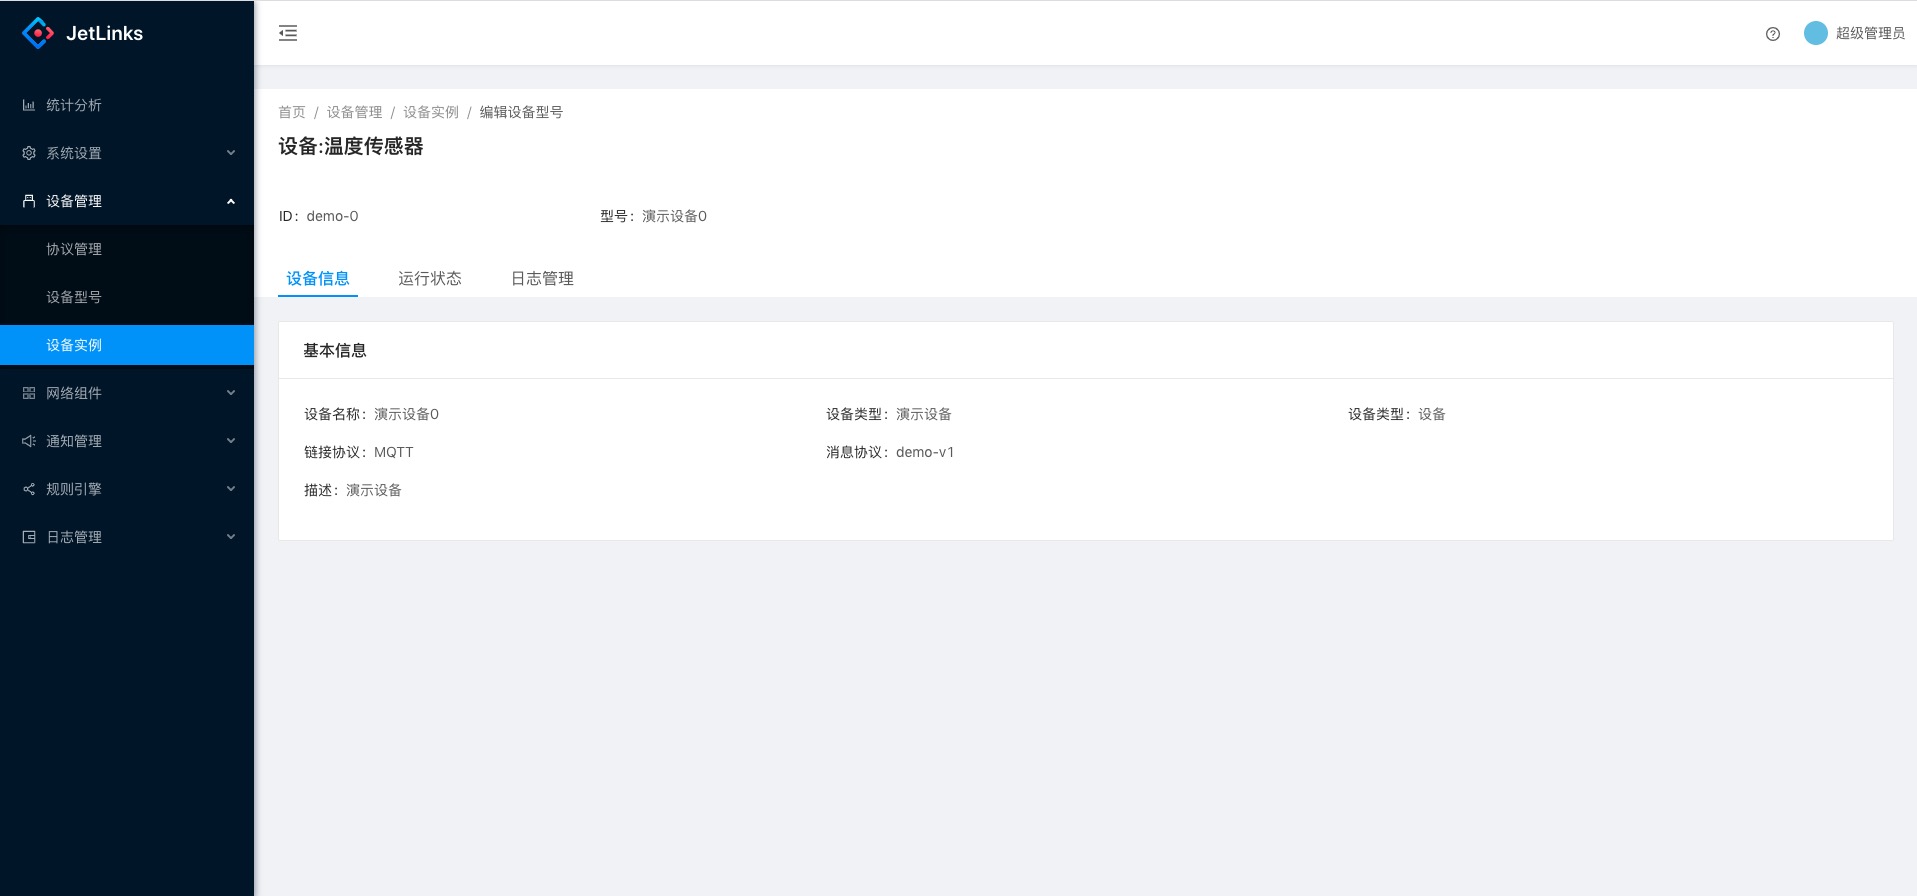 JetLinks
超级管理员
统计分析
系统设置
设备管理
协议管理
设备型号
设备实例
网络组件
通知管理
规则引擎
日志管理
首页 / 设备管理 / 设备实例 / 编辑设备型号
设备:温度传感器
ID: demo-0 型号: 演示设备0
设备信息 运行状态 日志管理
基本信息
设备名称: 演示设备0 设备类型: 演示设备 设备类型: 设备
链接协议: MQTT 消息协议: demo-v1
描述: 演示设备